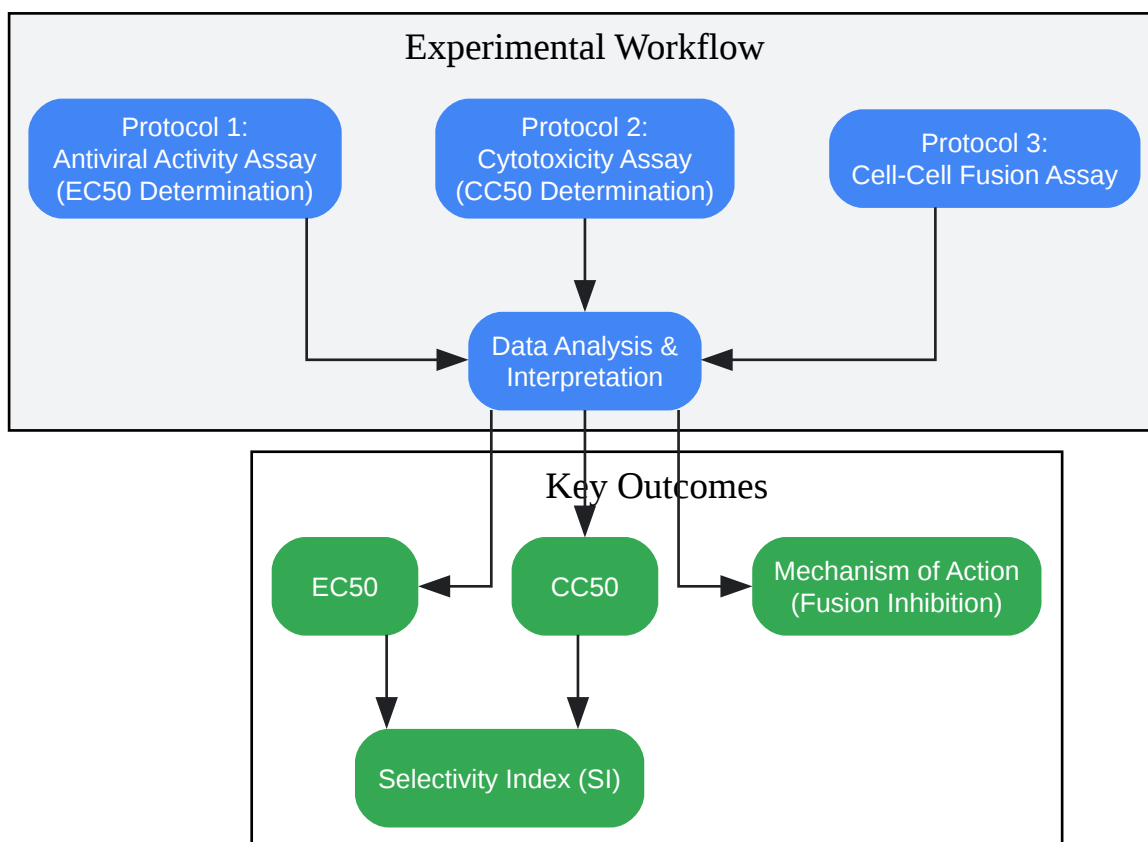 Experimental Workflow
Protocol 1:
Antiviral Activity Assay
(EC50 Determination)
Protocol 2:
Cytotoxicity Assay
(CC50 Determination)
Protocol 3:
Cell-Cell Fusion Assay
Data Analysis &
Interpretation
Key Outcomes
EC50
CC50
Mechanism of Action
(Fusion Inhibition)
Selectivity Index (SI)